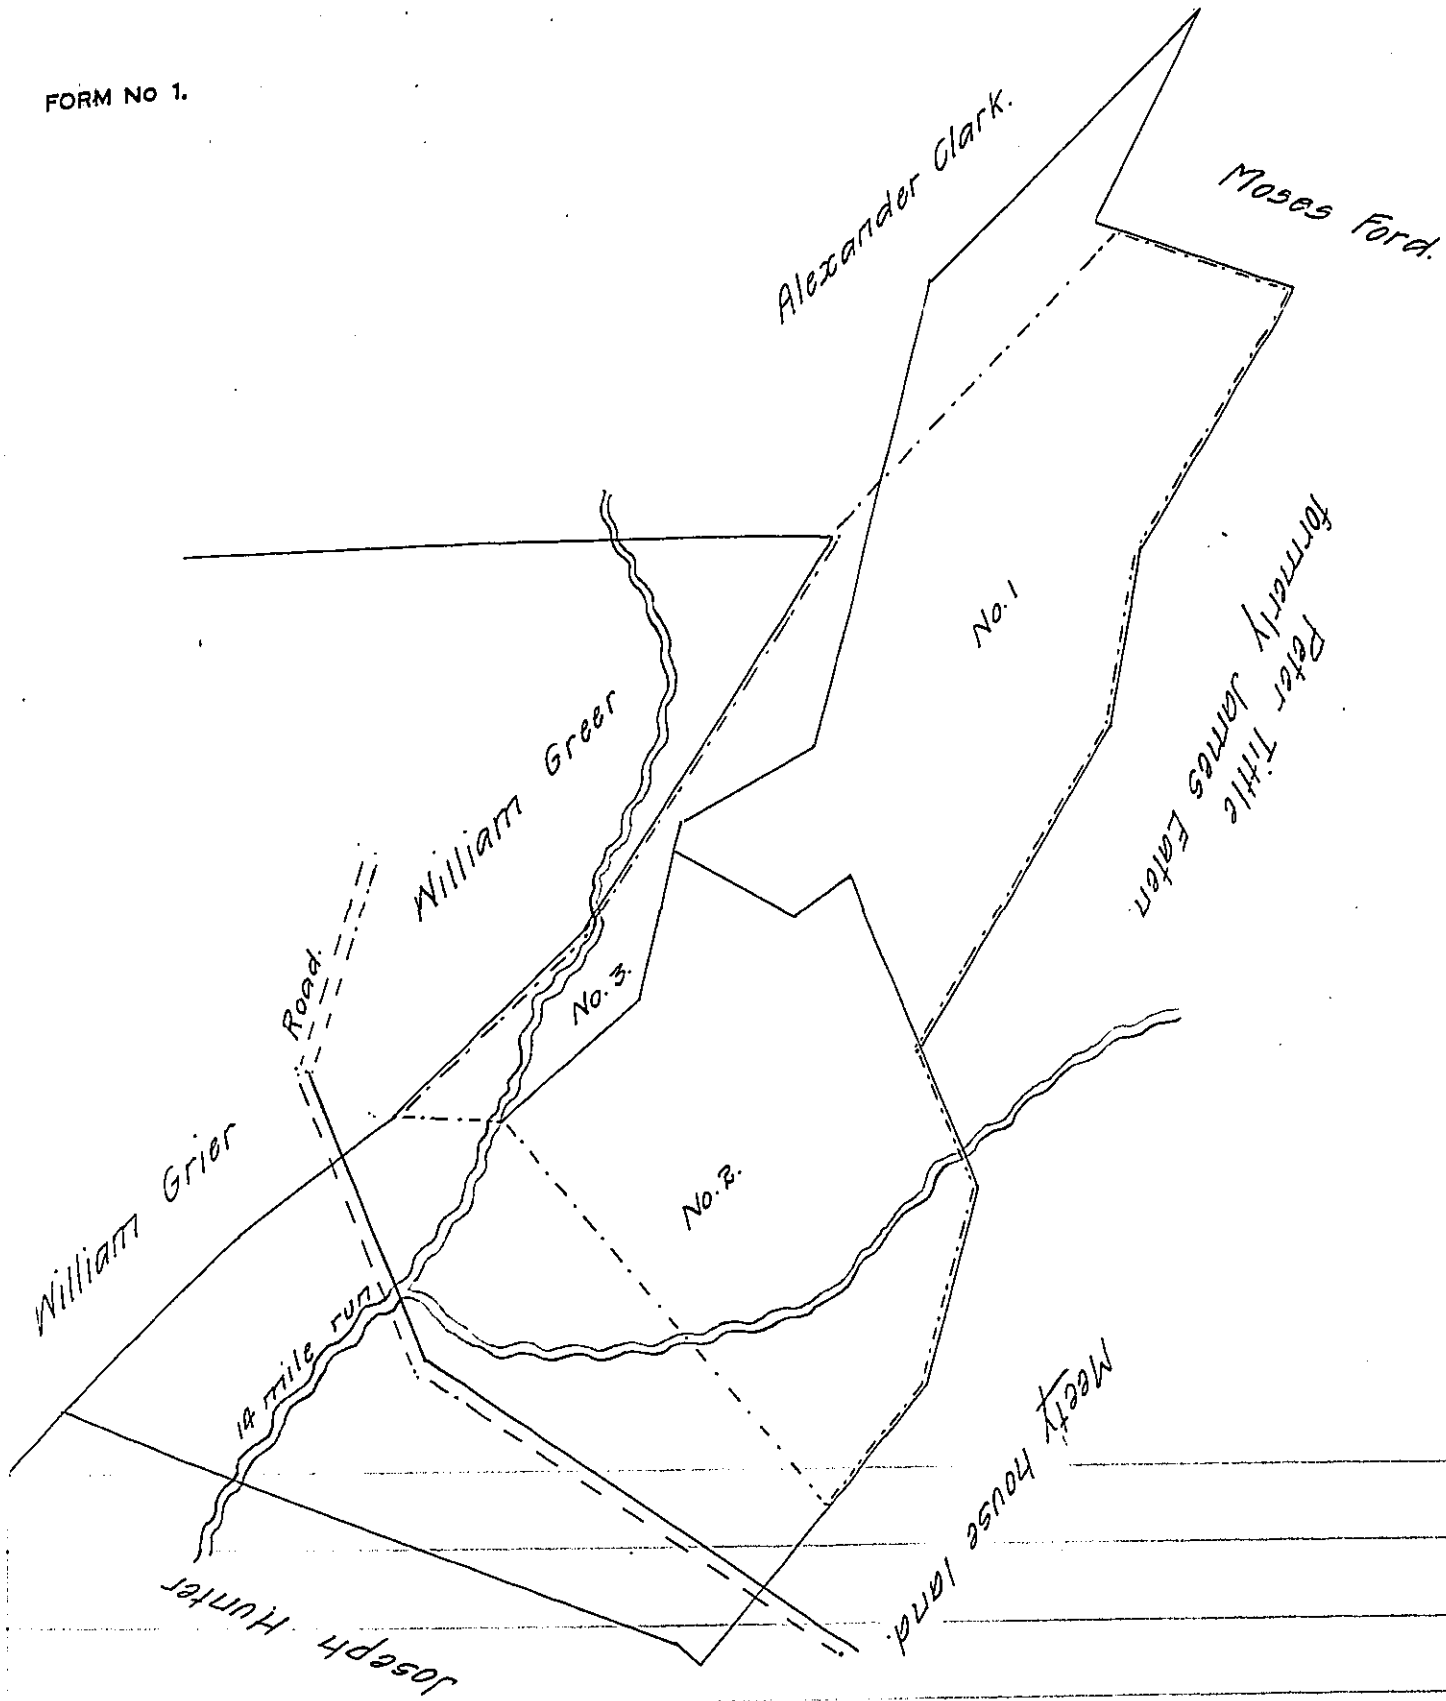 FORM No 1.
Alexander Clark.
Moses Ford.
No. 1
Peter Tittle
formerly James Eaten
William Greer
Road.
No. 3.
William Grier
No. 2.
14 mile run
Meety house land.
Joseph Hunter